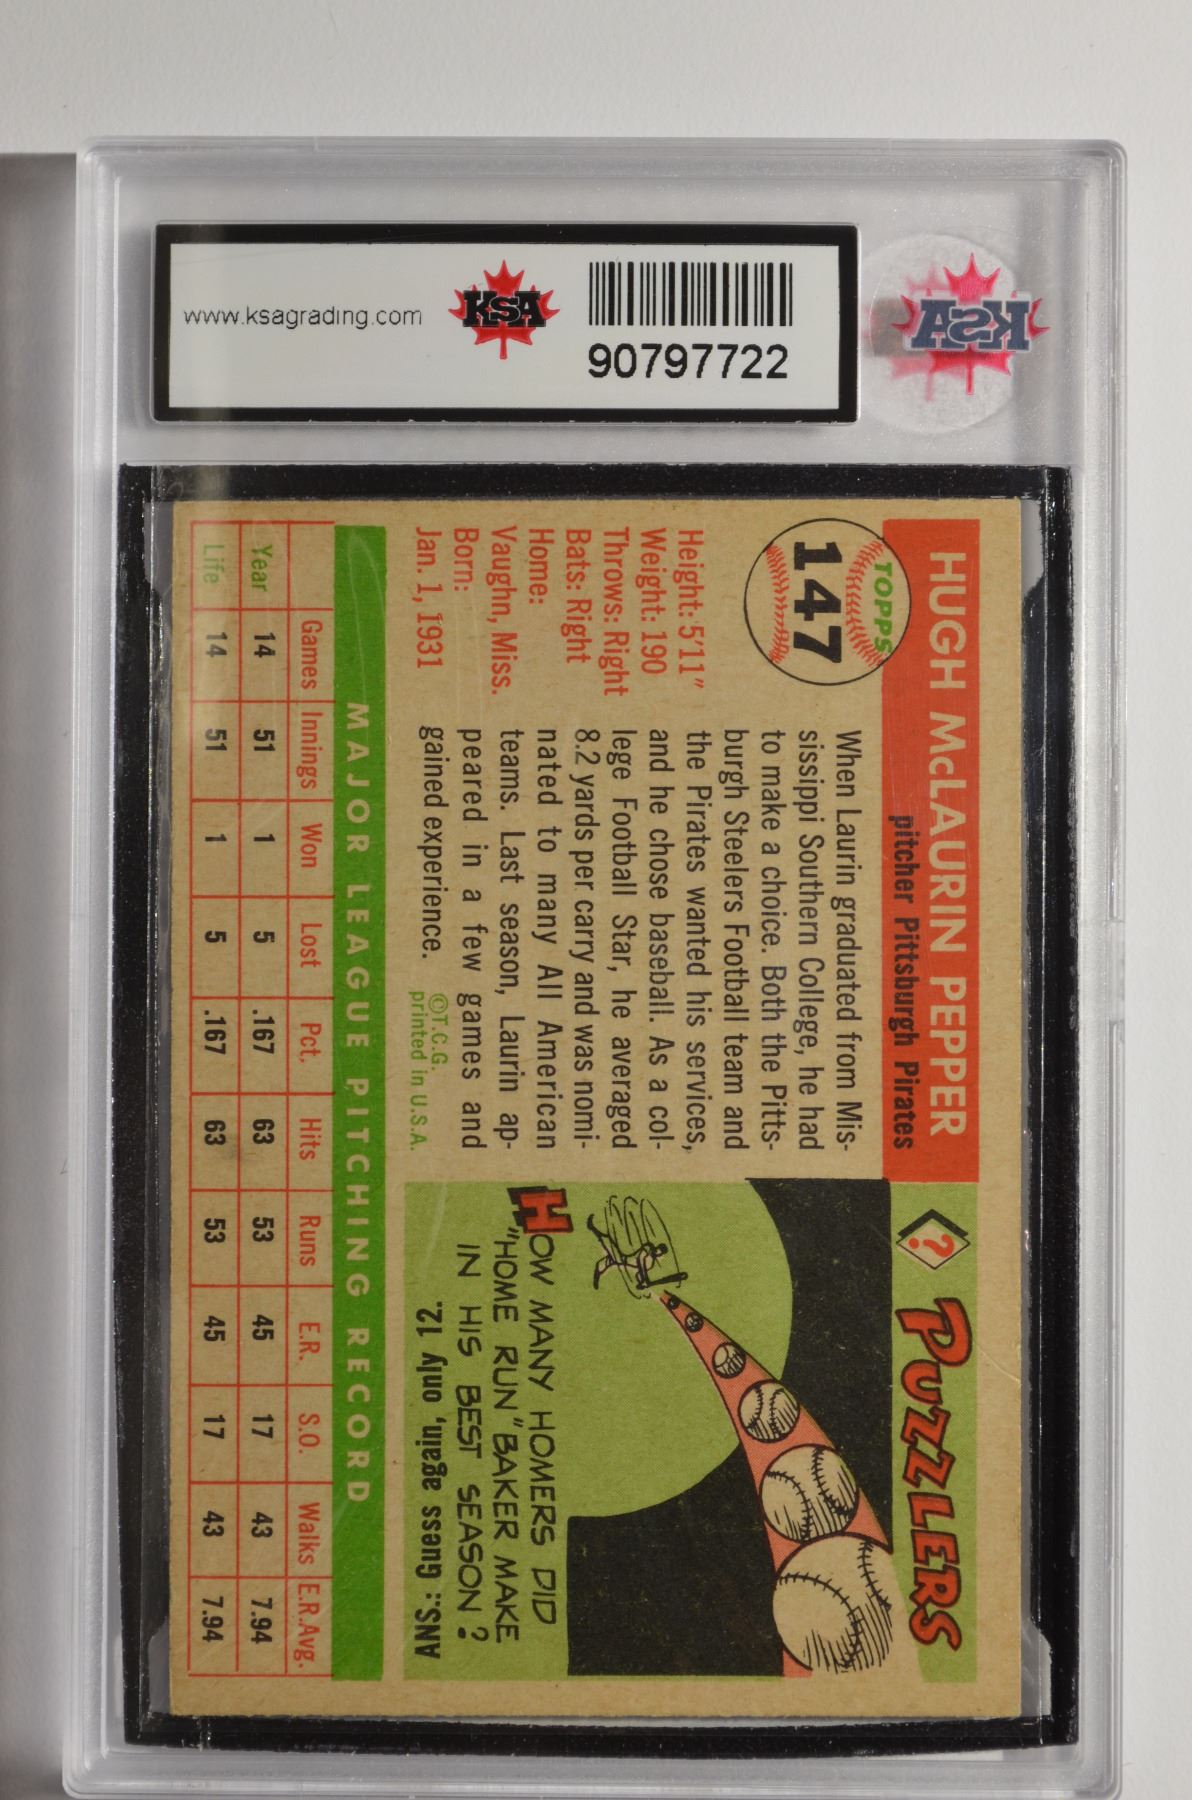 www.ksagrading.com
KSA
90797722
KSA
TOPPS
147
HUGH McLAURIN PEPPER
pitcher Pittsburgh Pirates
Height: 5'11"
Weight: 190
Throws: Right
Bats: Right
Home:
Vaughn, Miss.
Born:
Jan. 1, 1931
When Laurin graduated from Mis-
sissippi Southern College, he had
to make a choice. Both the Pitts-
burgh Steelers Football team and
the Pirates wanted his services,
and he chose baseball. As a col-
lege Football Star, he averaged
8.2 yards per carry and was nomi-
nated to many All American
teams. Last season, Laurin ap-
peared in a few games and
gained experience.
©T.C.G.
printed in U.S.A.
? PUZZLERS
HOW MANY HOMERS DID
"HOME RUN" BAKER MAKE
IN HIS BEST SEASON?
ANS.: Guess again, only 12.
MAJOR LEAGUE PITCHING RECORD
Games Innings Won Lost Pct. Hits Runs E.R. S.O. Walks E.R.Avg.
Year 14 51 1 5 .167 63 53 45 17 43 7.94
Life 14 51 1 5 .167 63 53 45 17 43 7.94